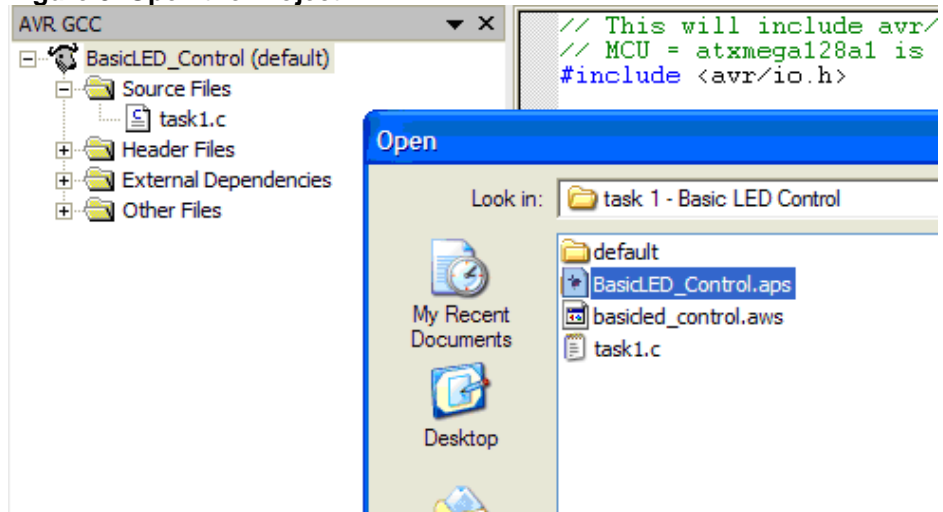 AVR GCC
BasicLED_Control (default)
Source Files
task1.c
Header Files
External Dependencies
Other Files
// This will include avr/
// MCU = atxmega128a1 is
#include <avr/io.h>
Open
Look in:
task 1 - Basic LED Control
My Recent
Documents
Desktop
default
BasicLED_Control.aps
basicled_control.aws
task1.c